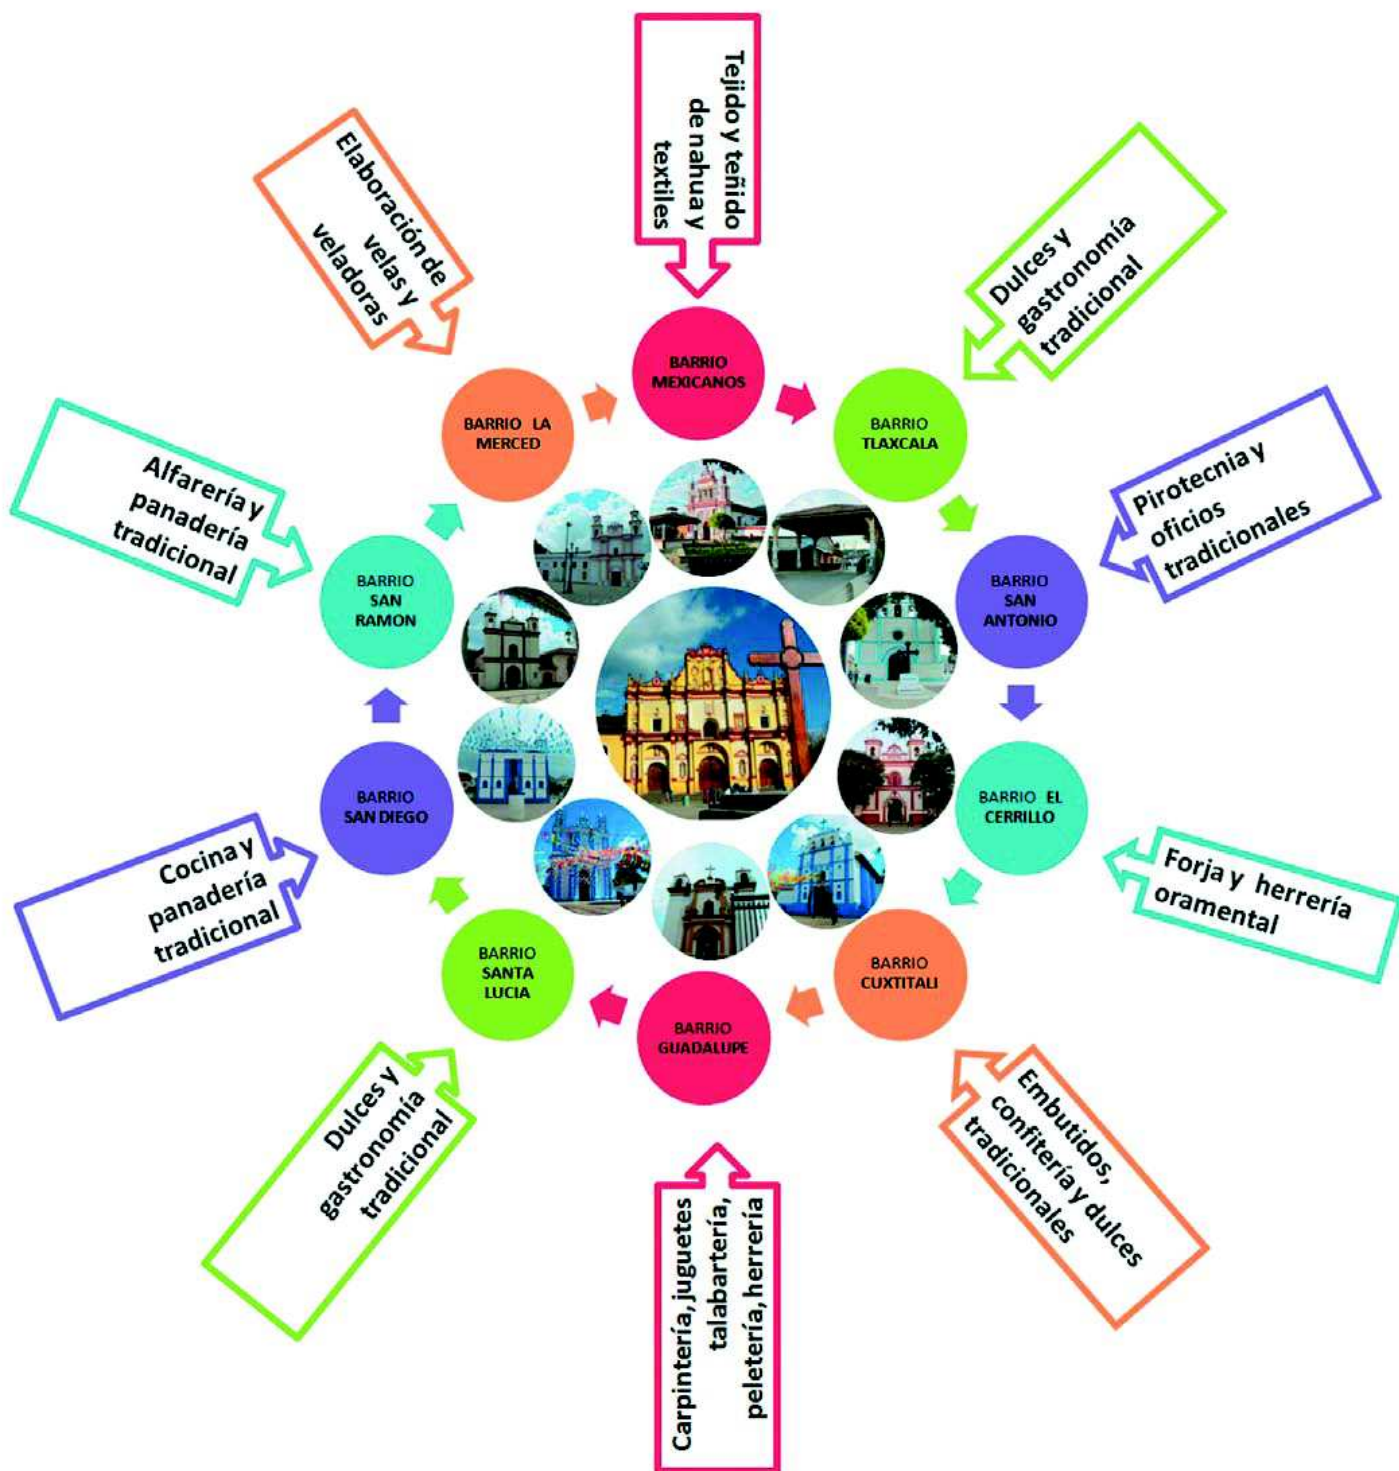 Tejido y teñido
de nahua y
textiles
BARRIO
MEXICANOS
Dulces y
gastronomía
tradicional
BARRIO
TLAXCALA
Pirotecnia y
oficios
tradicionales
BARRIO
SAN
ANTONIO
Forja y herrería
oramental
BARRIO EL
CERRILLO
Embutidos,
confitería y dulces
tradicionales
BARRIO
CUXTITALI
Carpintería, juguetes
talabartería,
peletería, herrería
BARRIO
GUADALUPE
Dulces y
gastronomía
tradicional
BARRIO
SANTA
LUCIA
Cocina y
panadería
tradicional
BARRIO
SAN DIEGO
Alfarería y
panadería
tradicional
BARRIO
SAN
RAMON
Elaboración de
velas y
veladoras
BARRIO LA
MERCED